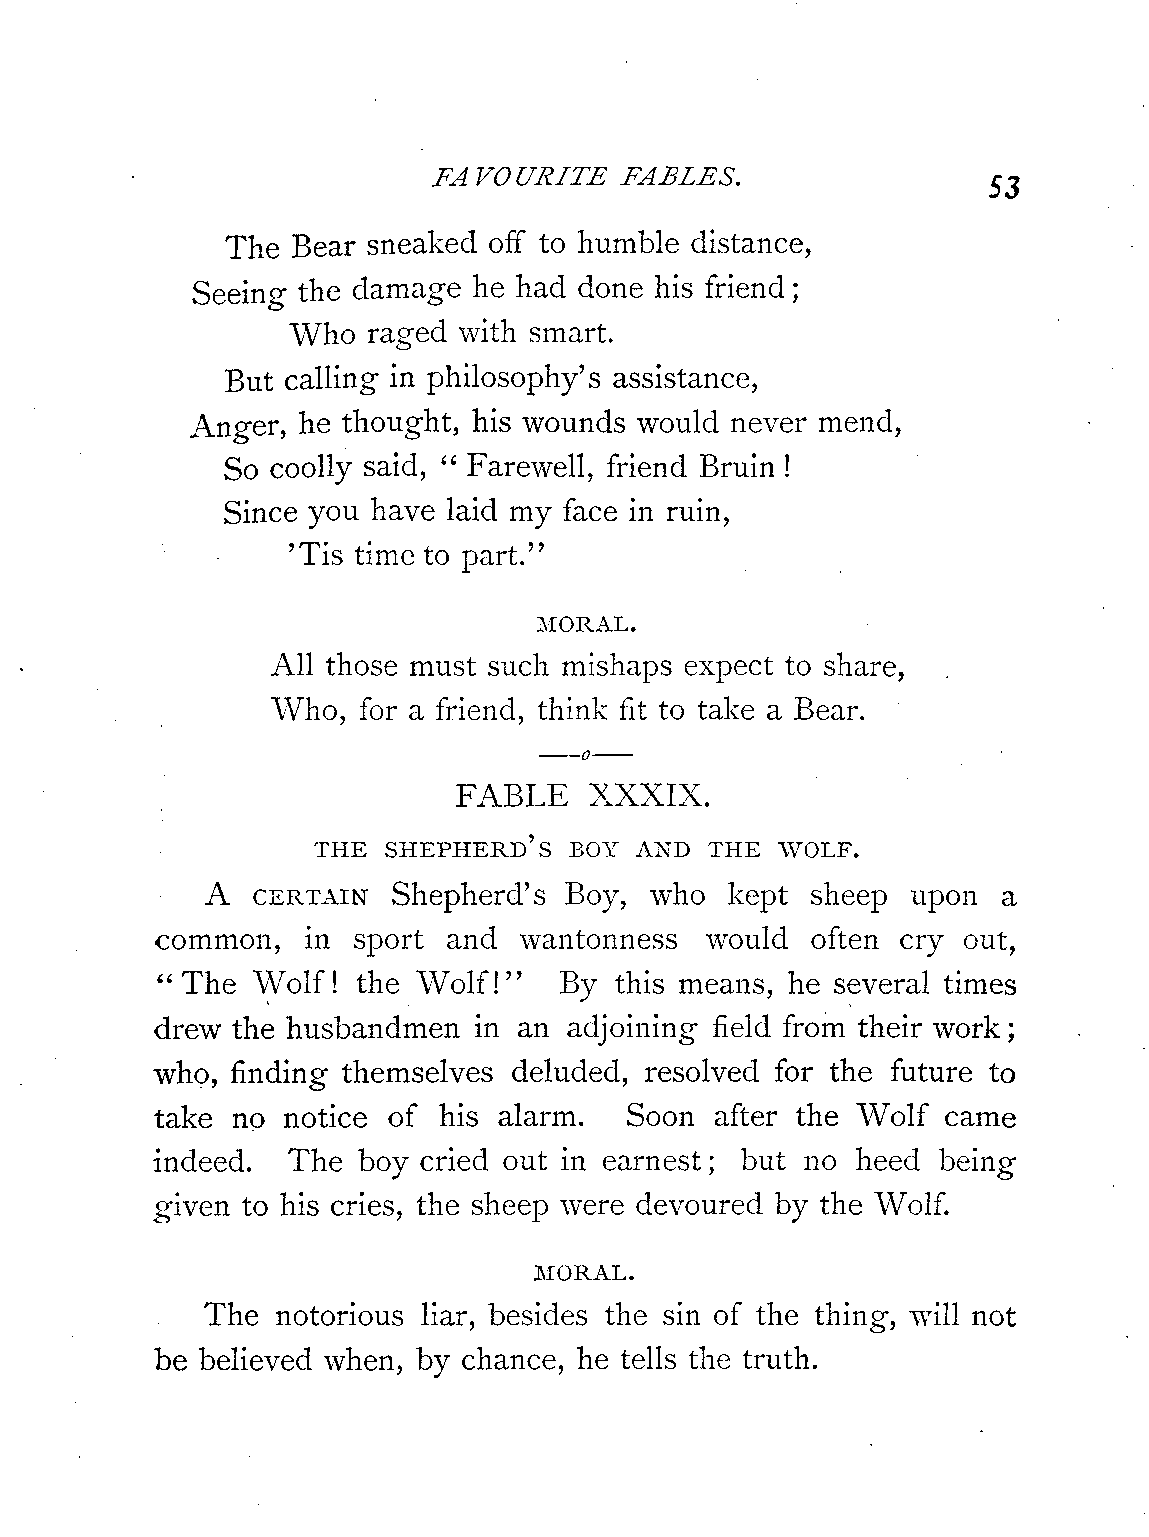 FAVOURITE FABLES.
53
The Bear sneaked off to humble distance,
Seeing the damage he had done his friend;
Who raged with smart.
But calling in philosophy's assistance,
Anger, he thought, his wounds would never mend,
So coolly said, “Farewell, friend Bruin!
Since you have laid my face in ruin,
'Tis time to part.”
MORAL.
All those must such mishaps expect to share,
Who, for a friend, think fit to take a Bear.
——o——
FABLE XXXIX.
THE SHEPHERD'S BOY AND THE WOLF.
A CERTAIN Shepherd's Boy, who kept sheep upon a
common, in sport and wantonness would often cry out,
“The Wolf! the Wolf!” By this means, he several times
drew the husbandmen in an adjoining field from their work;
who, finding themselves deluded, resolved for the future to
take no notice of his alarm. Soon after the Wolf came
indeed. The boy cried out in earnest; but no heed being
given to his cries, the sheep were devoured by the Wolf.
MORAL.
The notorious liar, besides the sin of the thing, will not
be believed when, by chance, he tells the truth.